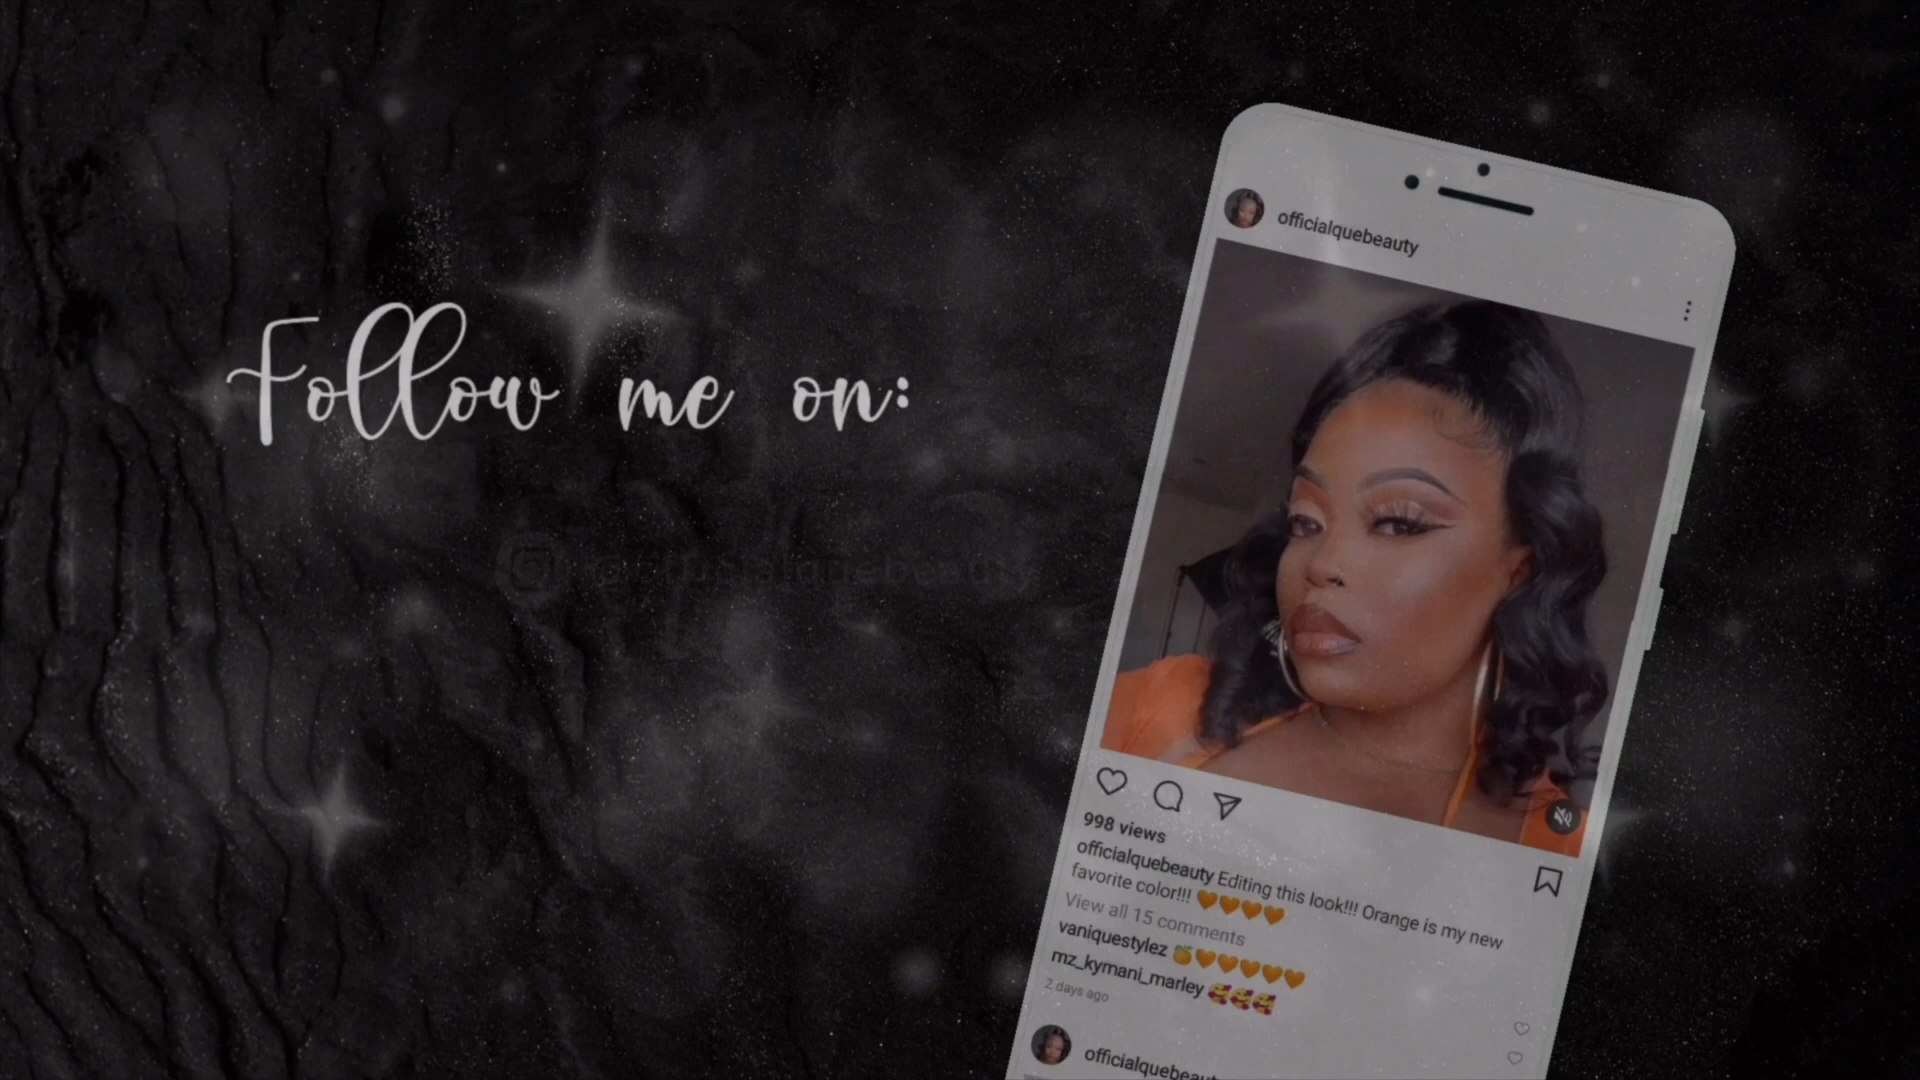 Follow me on:
@officialquebeauty
officialquebeauty
998 views
officialquebeauty Editing this look!!! Orange is my new
favorite color!!! 🧡🧡🧡🧡
View all 15 comments
vaniquestylez 🍊🧡🧡🧡🧡🧡
mz_kymani_marley 🥰🥰🥰
2 days ago